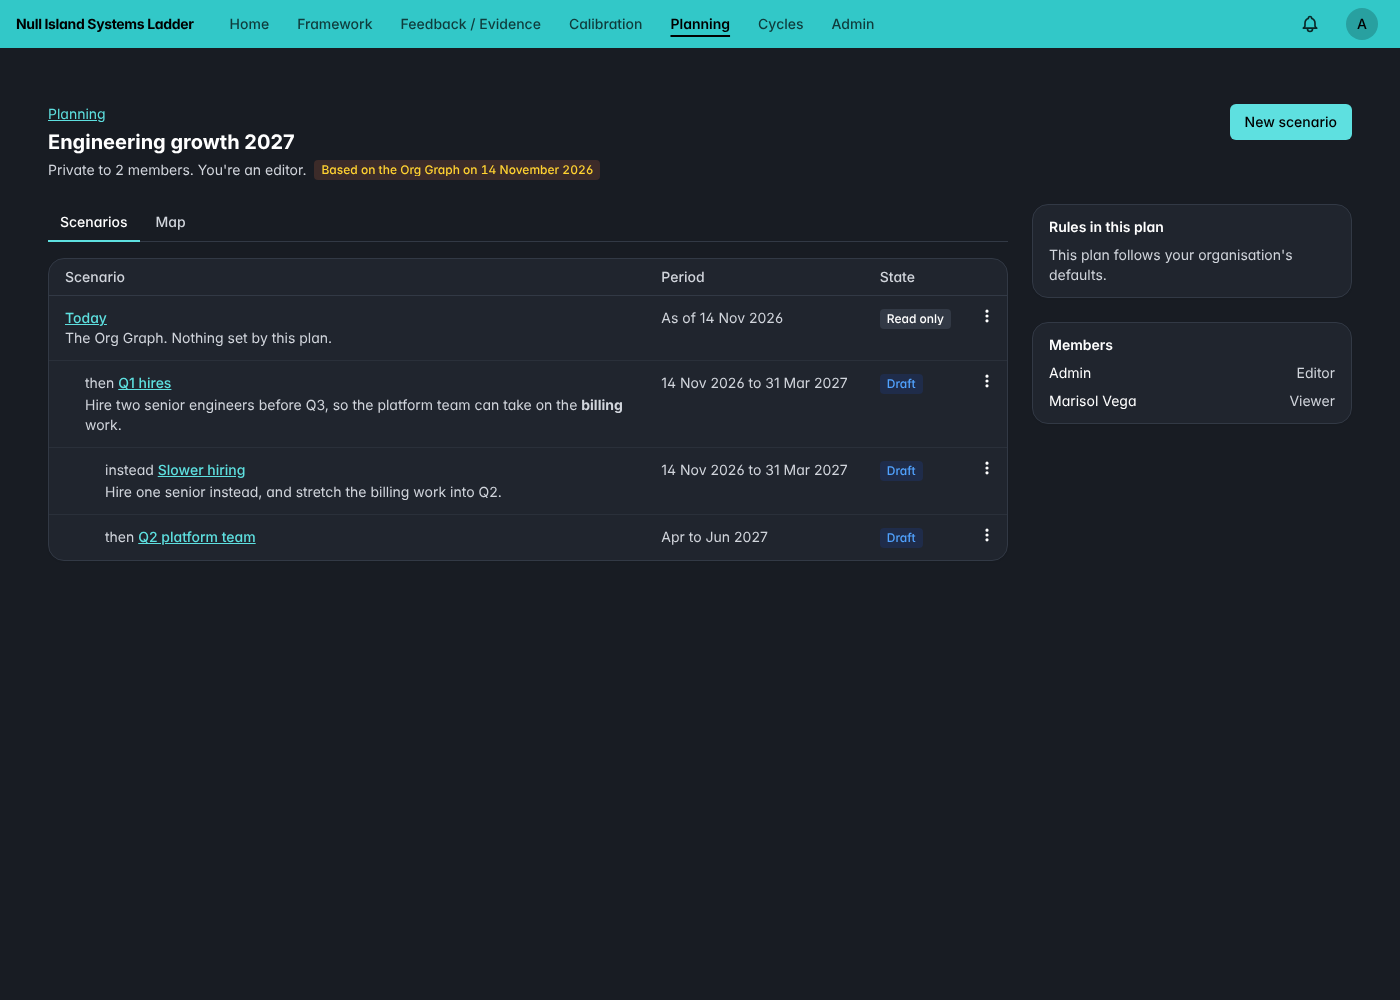 Null Island Systems Ladder Home Framework Feedback / Evidence Calibration Planning Cycles Admin A
Planning
New scenario
Engineering growth 2027
Private to 2 members. You're an editor. Based on the Org Graph on 14 November 2026
Scenarios Map
Scenario Period State
Today As of 14 Nov 2026 Read only
The Org Graph. Nothing set by this plan.
then Q1 hires 14 Nov 2026 to 31 Mar 2027 Draft
Hire two senior engineers before Q3, so the platform team can take on the billing
work.
instead Slower hiring 14 Nov 2026 to 31 Mar 2027 Draft
Hire one senior instead, and stretch the billing work into Q2.
then Q2 platform team Apr to Jun 2027 Draft
Rules in this plan
This plan follows your organisation's
defaults.
Members
Admin Editor
Marisol Vega Viewer